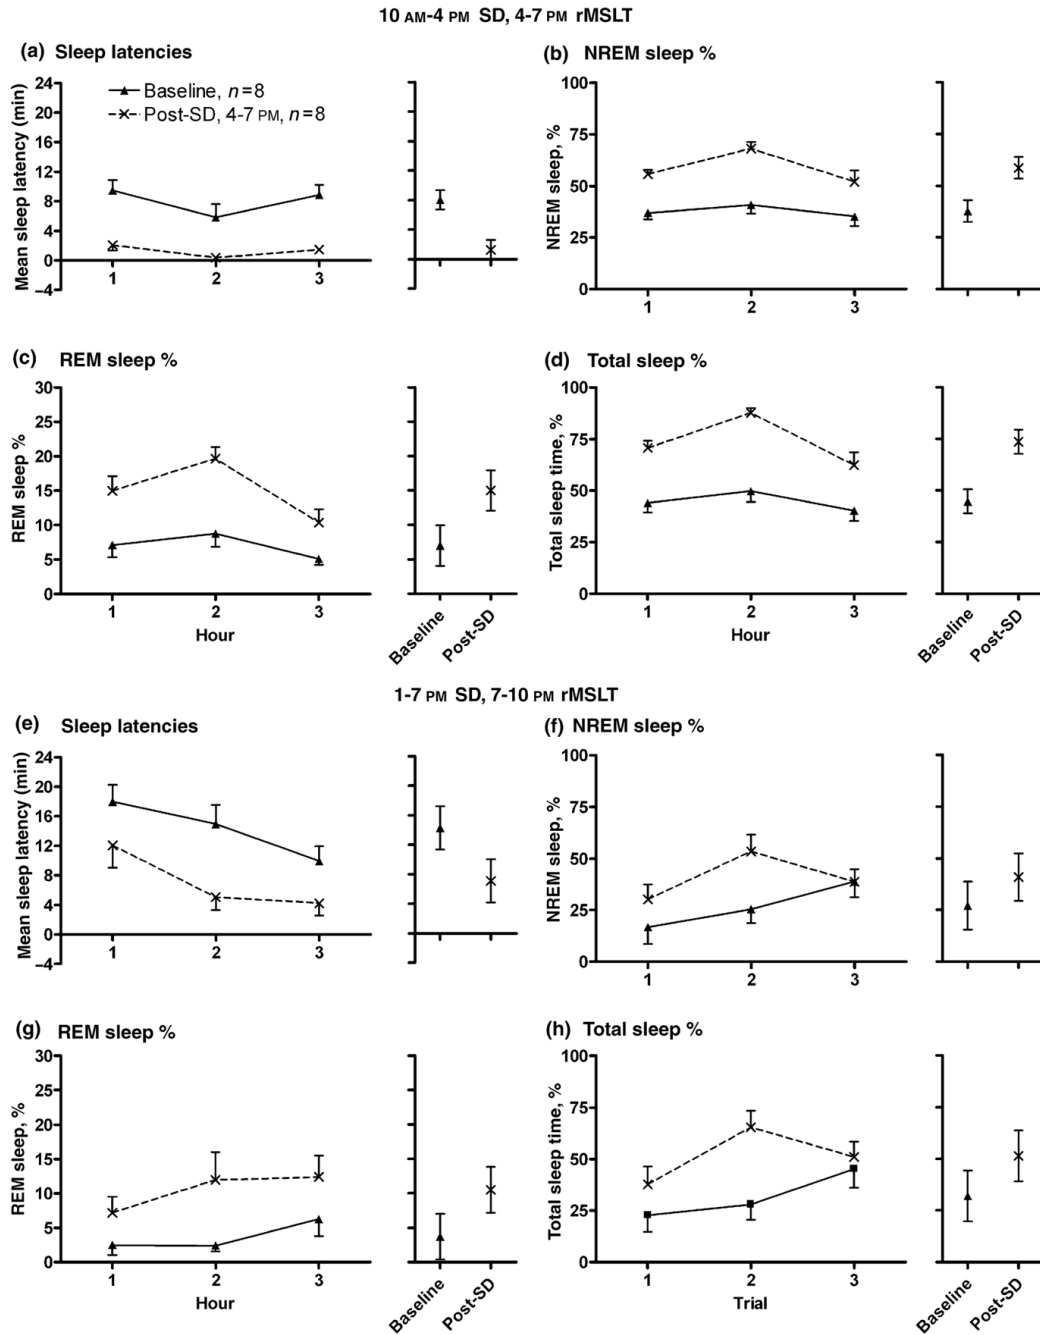 10 AM-4 PM SD, 4-7 PM rMSLT
(a) Sleep latencies
Mean sleep latency (min)
24
20
16
12
8
4
0
−4
Baseline, n=8
Post-SD, 4-7 PM, n=8
1 2 3
(b) NREM sleep %
NREM sleep, %
100
75
50
25
0
1 2 3
(c) REM sleep %
REM sleep %
30
25
20
15
10
5
0
1 2 3
Hour
Baseline
Post-SD
(d) Total sleep %
Total sleep time, %
100
75
50
25
0
1 2 3
Hour
Baseline
Post-SD
1-7 PM SD, 7-10 PM rMSLT
(e) Sleep latencies
Mean sleep latency (min)
24
20
16
12
8
4
0
−4
1 2 3
(f) NREM sleep %
NREM sleep, %
100
75
50
25
0
1 2 3
(g) REM sleep %
REM sleep, %
30
25
20
15
10
5
0
1 2 3
Hour
Baseline
Post-SD
(h) Total sleep %
Total sleep time, %
100
75
50
25
0
1 2 3
Trial
Baseline
Post-SD